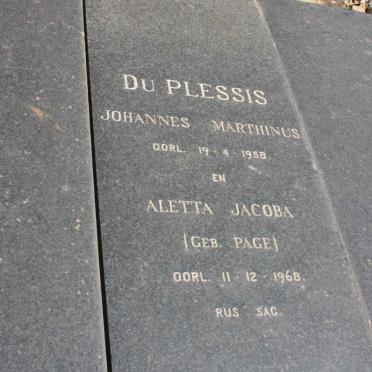 DU PLESSIS
JOHANNES MARTHINUS
OORL. 19 · 4 · 1958.
EN
ALETTA JACOBA
(GEB. PAGE)
OORL. 11 · 12 · 1968.
RUS SAG.